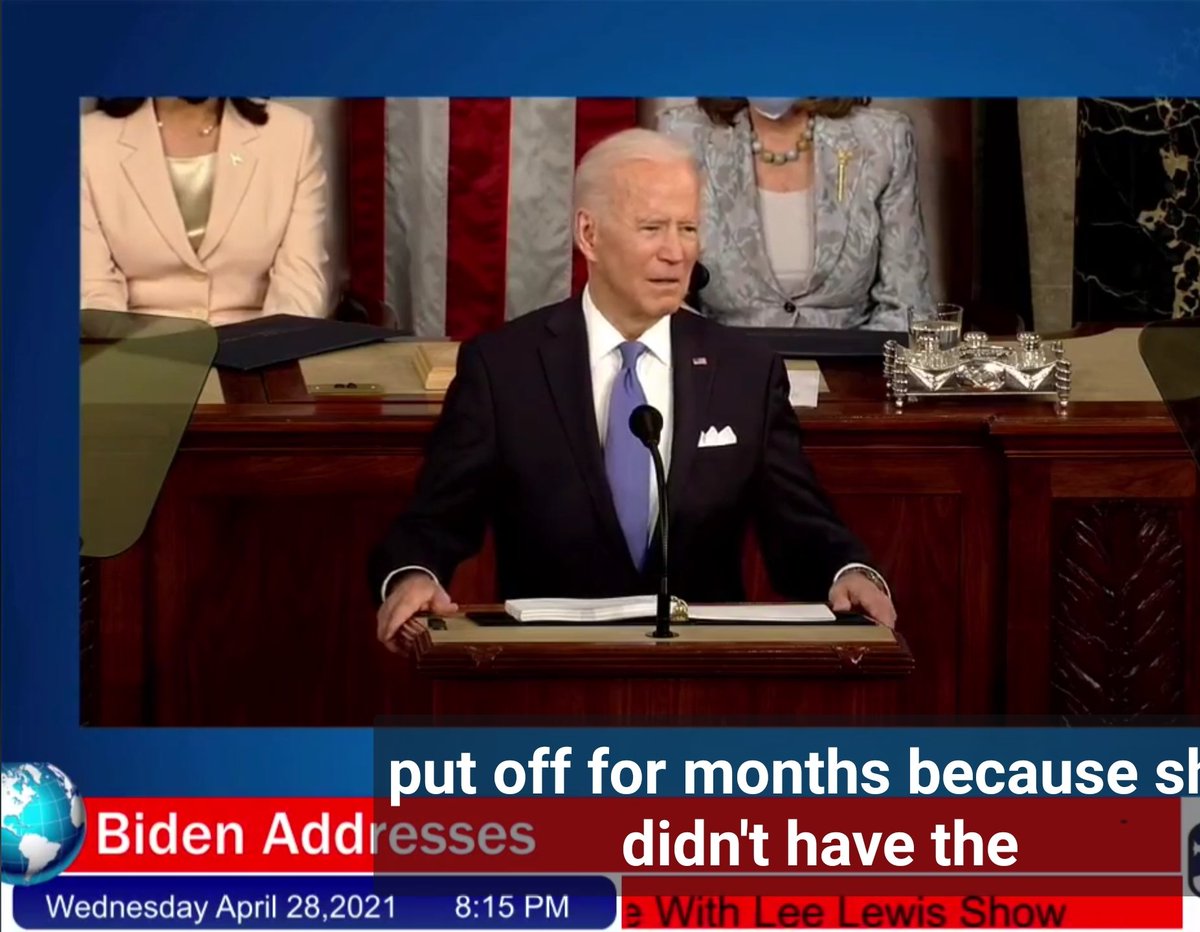 put off for months because sh
didn't have the
Biden Addresses
Wednesday April 28,2021 8:15 PM
e With Lee Lewis Show